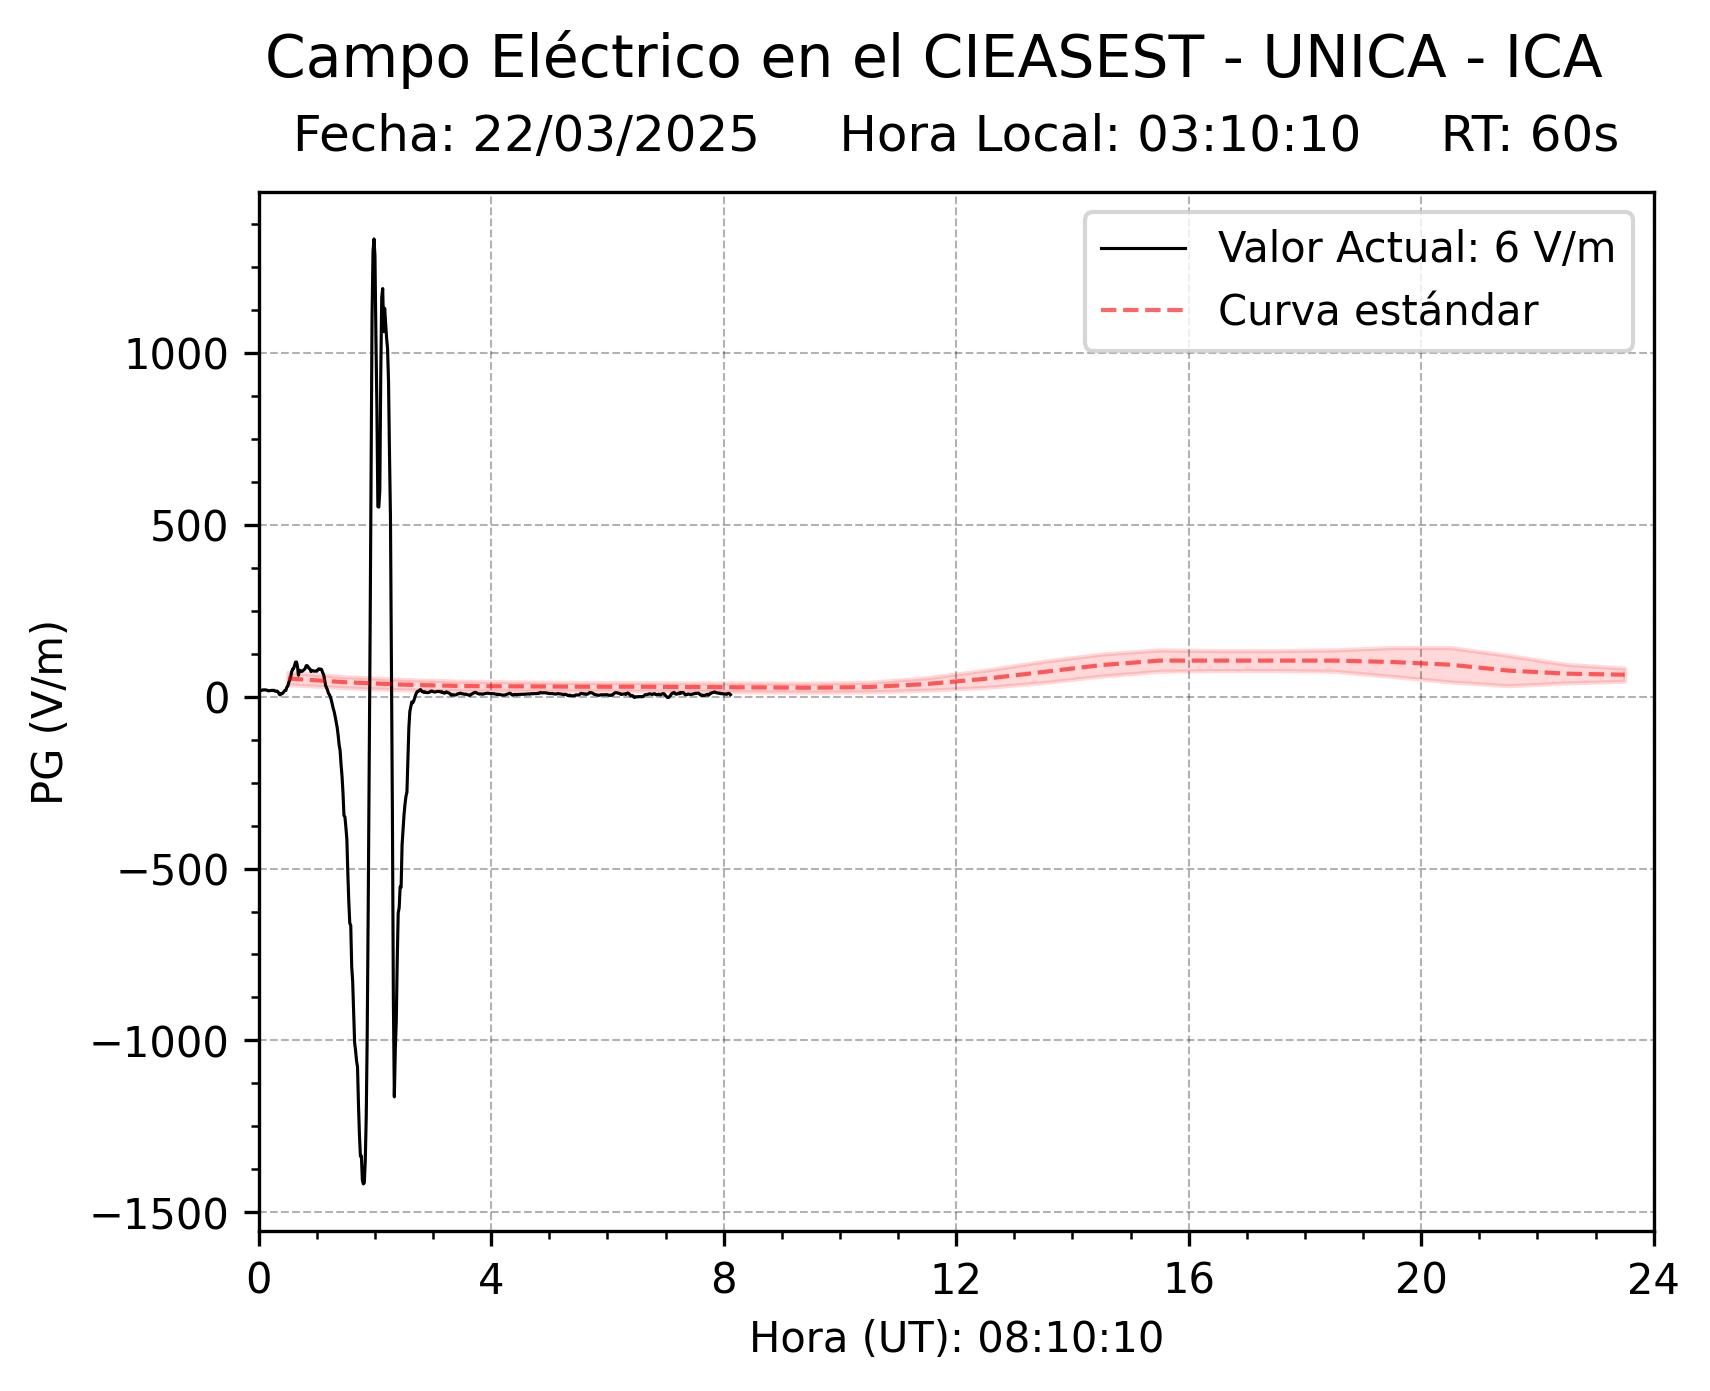 Campo Eléctrico en el CIEASEST - UNICA - ICA
Fecha: 22/03/2025 Hora Local: 03:10:10 RT: 60s
Valor Actual: 6 V/m
Curva estándar
PG (V/m)
1000
500
0
−500
−1000
−1500
0 4 8 12 16 20 24
Hora (UT): 08:10:10